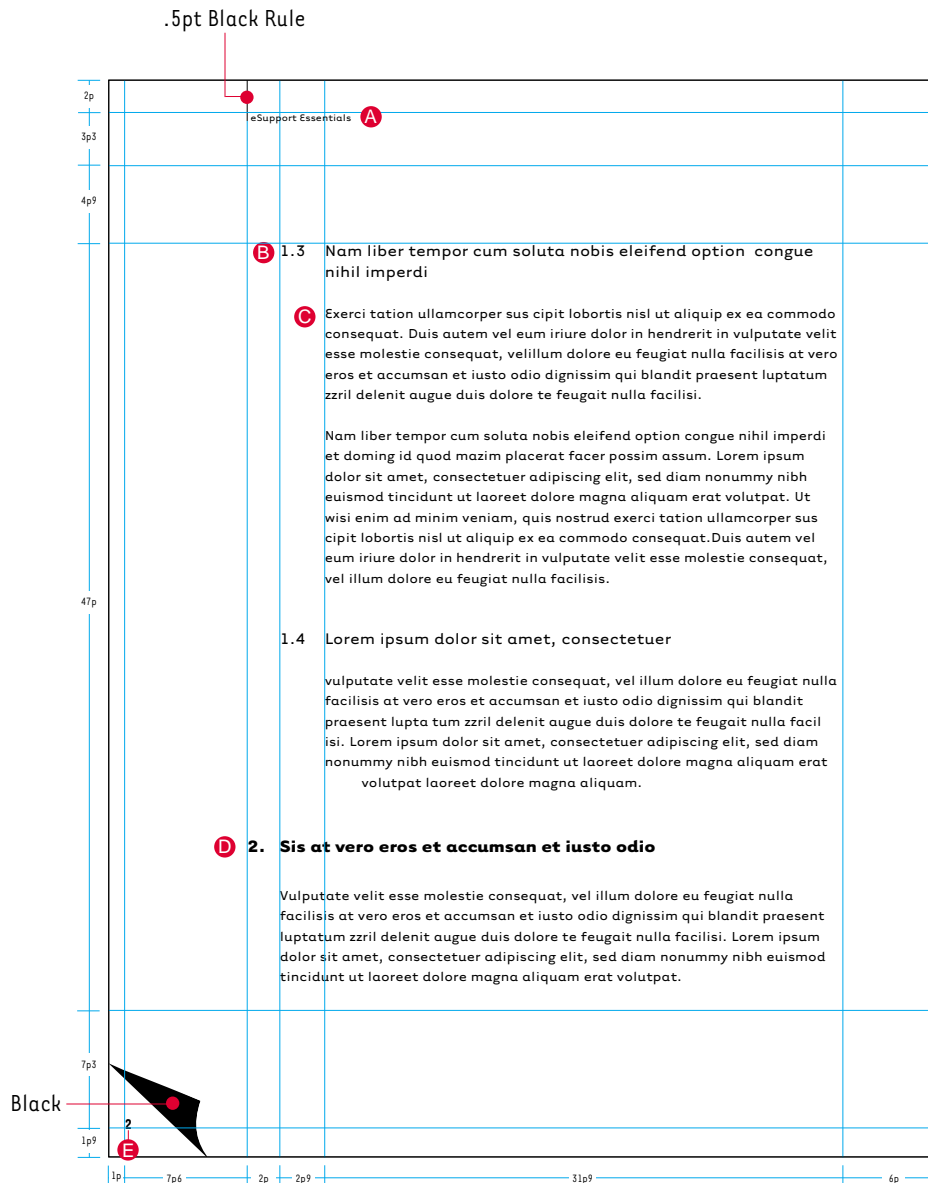 .5pt Black Rule
2p
eSupport Essentials A
3p3
4p9
B 1.3 Nam liber tempor cum soluta nobis eleifend option congue
nihil imperdi
C Exerci tation ullamcorper sus cipit lobortis nisl ut aliquip ex ea commodo
consequat. Duis autem vel eum iriure dolor in hendrerit in vulputate velit
esse molestie consequat, velillum dolore eu feugiat nulla facilisis at vero
eros et accumsan et iusto odio dignissim qui blandit praesent luptatum
zzril delenit augue duis dolore te feugait nulla facilisi.
Nam liber tempor cum soluta nobis eleifend option congue nihil imperdi
et doming id quod mazim placerat facer possim assum. Lorem ipsum
dolor sit amet, consectetuer adipiscing elit, sed diam nonummy nibh
euismod tincidunt ut laoreet dolore magna aliquam erat volutpat. Ut
wisi enim ad minim veniam, quis nostrud exerci tation ullamcorper sus
cipit lobortis nisl ut aliquip ex ea commodo consequat.Duis autem vel
eum iriure dolor in hendrerit in vulputate velit esse molestie consequat,
vel illum dolore eu feugiat nulla facilisis.
47p
1.4 Lorem ipsum dolor sit amet, consectetuer
vulputate velit esse molestie consequat, vel illum dolore eu feugiat nulla
facilisis at vero eros et accumsan et iusto odio dignissim qui blandit
praesent lupta tum zzril delenit augue duis dolore te feugait nulla facil
isi. Lorem ipsum dolor sit amet, consectetuer adipiscing elit, sed diam
nonummy nibh euismod tincidunt ut laoreet dolore magna aliquam erat
volutpat laoreet dolore magna aliquam.
D 2. Sis at vero eros et accumsan et iusto odio
Vulputate velit esse molestie consequat, vel illum dolore eu feugiat nulla
facilisis at vero eros et accumsan et iusto odio dignissim qui blandit praesent
luptatum zzril delenit augue duis dolore te feugait nulla facilisi. Lorem ipsum
dolor sit amet, consectetuer adipiscing elit, sed diam nonummy nibh euismod
tincidunt ut laoreet dolore magna aliquam erat volutpat.
7p3
Black
2
1p9
E
1p 7p6 2p 2p9 31p9 6p